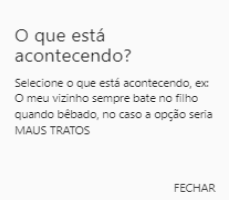 O que está
acontecendo?
Selecione o que está acontecendo, ex:
O meu vizinho sempre bate no filho
quando bêbado, no caso a opção seria
MAUS TRATOS
FECHAR